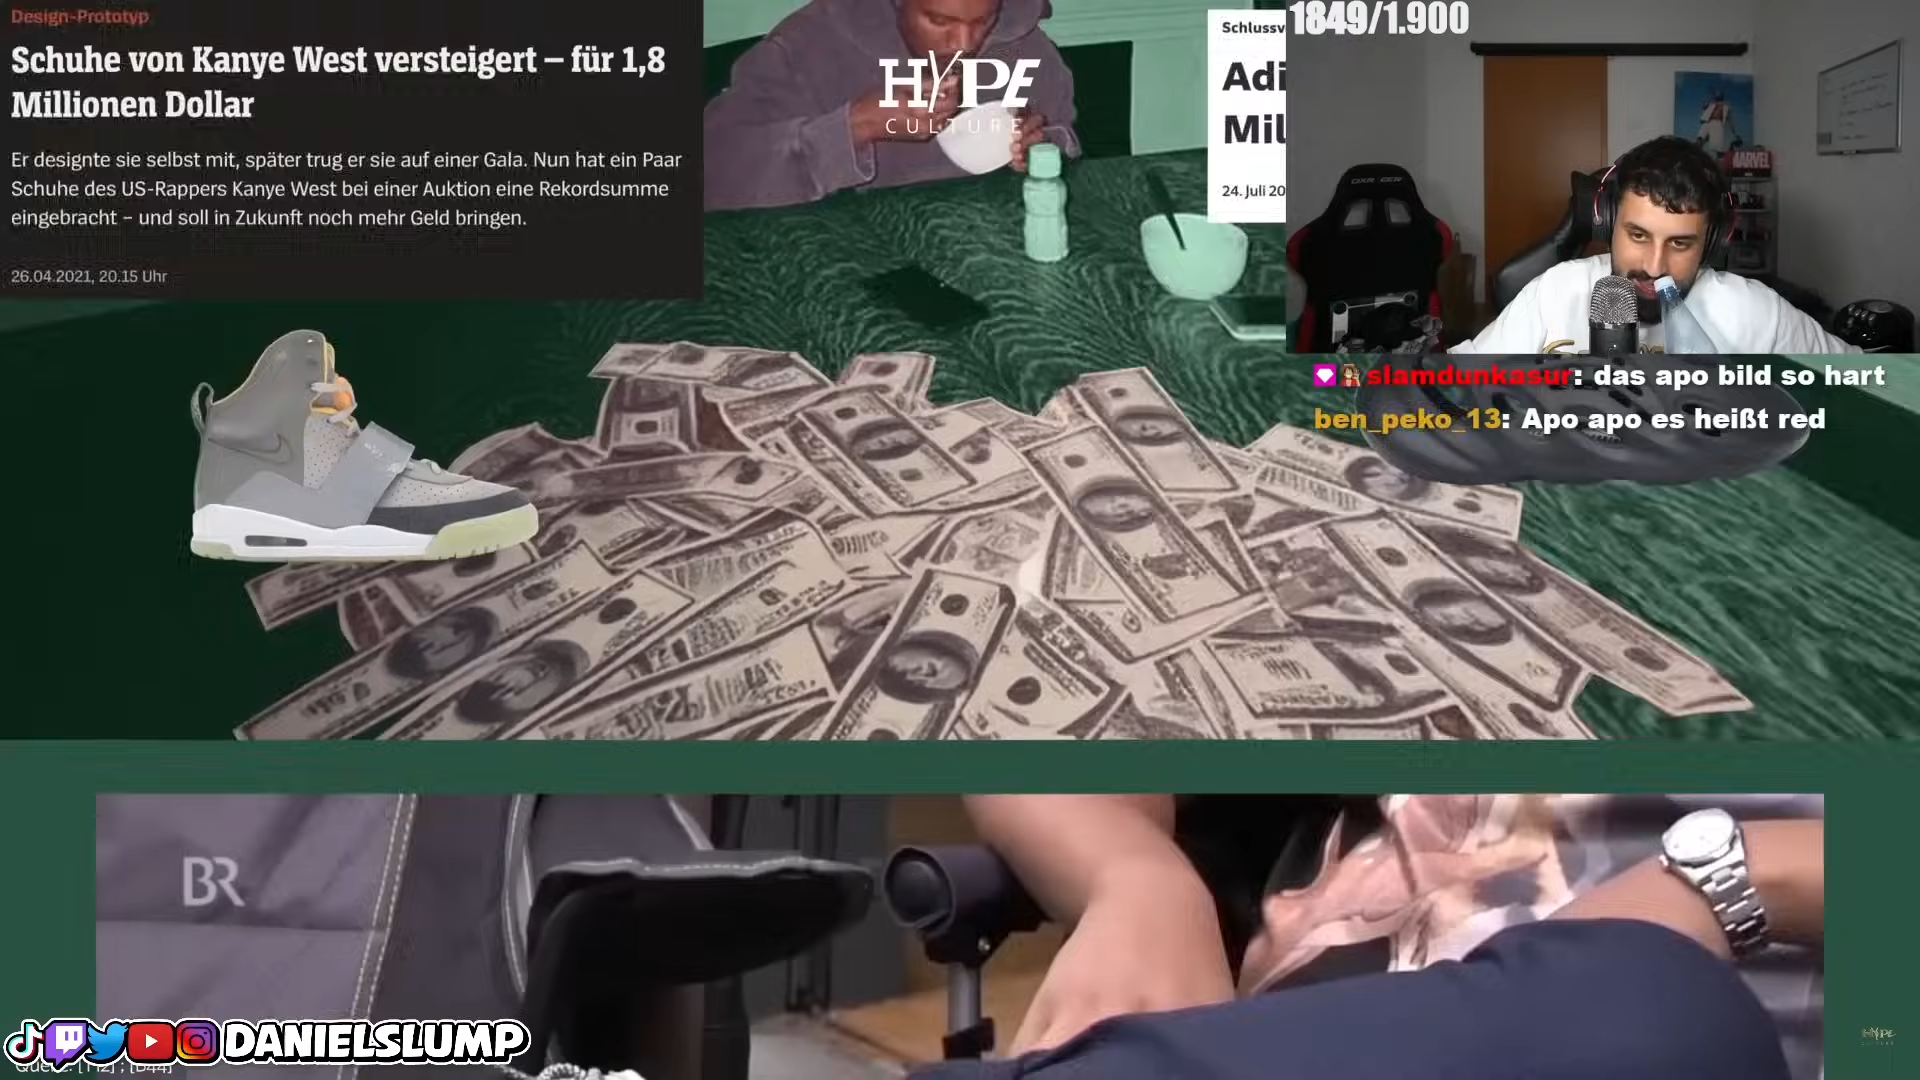 Design-Prototyp
Schuhe von Kanye West versteigert – für 1,8
Millionen Dollar
Er designte sie selbst mit, später trug er sie auf einer Gala. Nun hat ein Paar
Schuhe des US-Rappers Kanye West bei einer Auktion eine Rekordsumme
eingebracht – und soll in Zukunft noch mehr Geld bringen.
26.04.2021, 20.15 Uhr
HYPE
CULTURE
Schlussv
Adi
Mil
24. Juli 20
1849/1.900
MARVEL
slamdunkasur: das apo bild so hart
ben_peko_13: Apo apo es heißt red
BR
DANIELSLUMP
HYPE
CULTURE